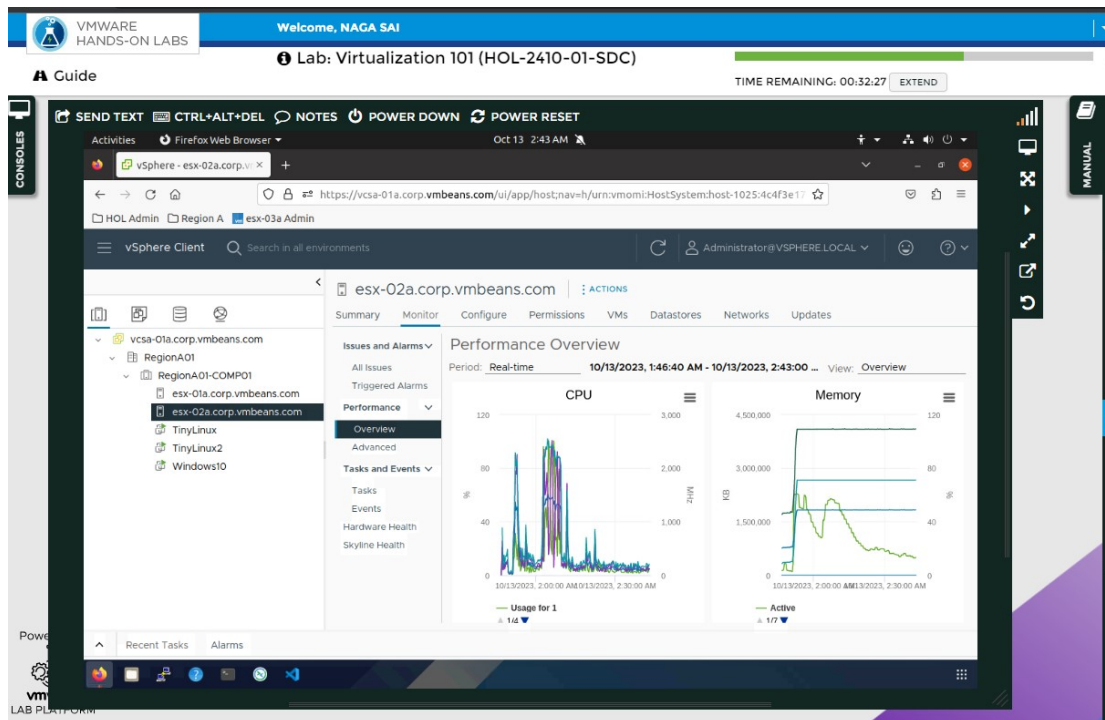 VMWARE
HANDS-ON LABS
Welcome, NAGA SAI
Lab: Virtualization 101 (HOL-2410-01-SDC)
Guide
TIME REMAINING: 00:32:27 EXTEND
CONSOLES
SEND TEXT CTRL+ALT+DEL NOTES POWER DOWN POWER RESET
MANUAL
Activities Firefox Web Browser Oct 13 2:43 AM
vSphere - esx-02a.corp.v
https://vcsa-01a.corp.vmbeans.com/ui/app/host;nav=h/urn:vmomi:HostSystem:host-1025:4c4f3e17
HOL Admin Region A esx-03a Admin
vSphere Client Search in all environments Administrator@VSPHERE.LOCAL
esx-02a.corp.vmbeans.com ACTIONS
Summary Monitor Configure Permissions VMs Datastores Networks Updates
vcsa-01a.corp.vmbeans.com
RegionA01
RegionA01-COMP01
esx-01a.corp.vmbeans.com
esx-02a.corp.vmbeans.com
TinyLinux
TinyLinux2
Windows10
Issues and Alarms
All Issues
Triggered Alarms
Performance
Overview
Advanced
Tasks and Events
Tasks
Events
Hardware Health
Skyline Health
Performance Overview
Period: Real-time 10/13/2023, 1:46:40 AM - 10/13/2023, 2:43:00 ... View: Overview
CPU
120 3,000
80 2,000
% MHz
40 1,000
0 0
10/13/2023, 2:00:00 AM 10/13/2023, 2:30:00 AM
Usage for 1
1/4
Memory
4,500,000 120
3,000,000 80
KB %
1,500,000 40
0 0
10/13/2023, 2:00:00 AM 10/13/2023, 2:30:00 AM
Active
1/7
Recent Tasks Alarms
LAB PLATFORM